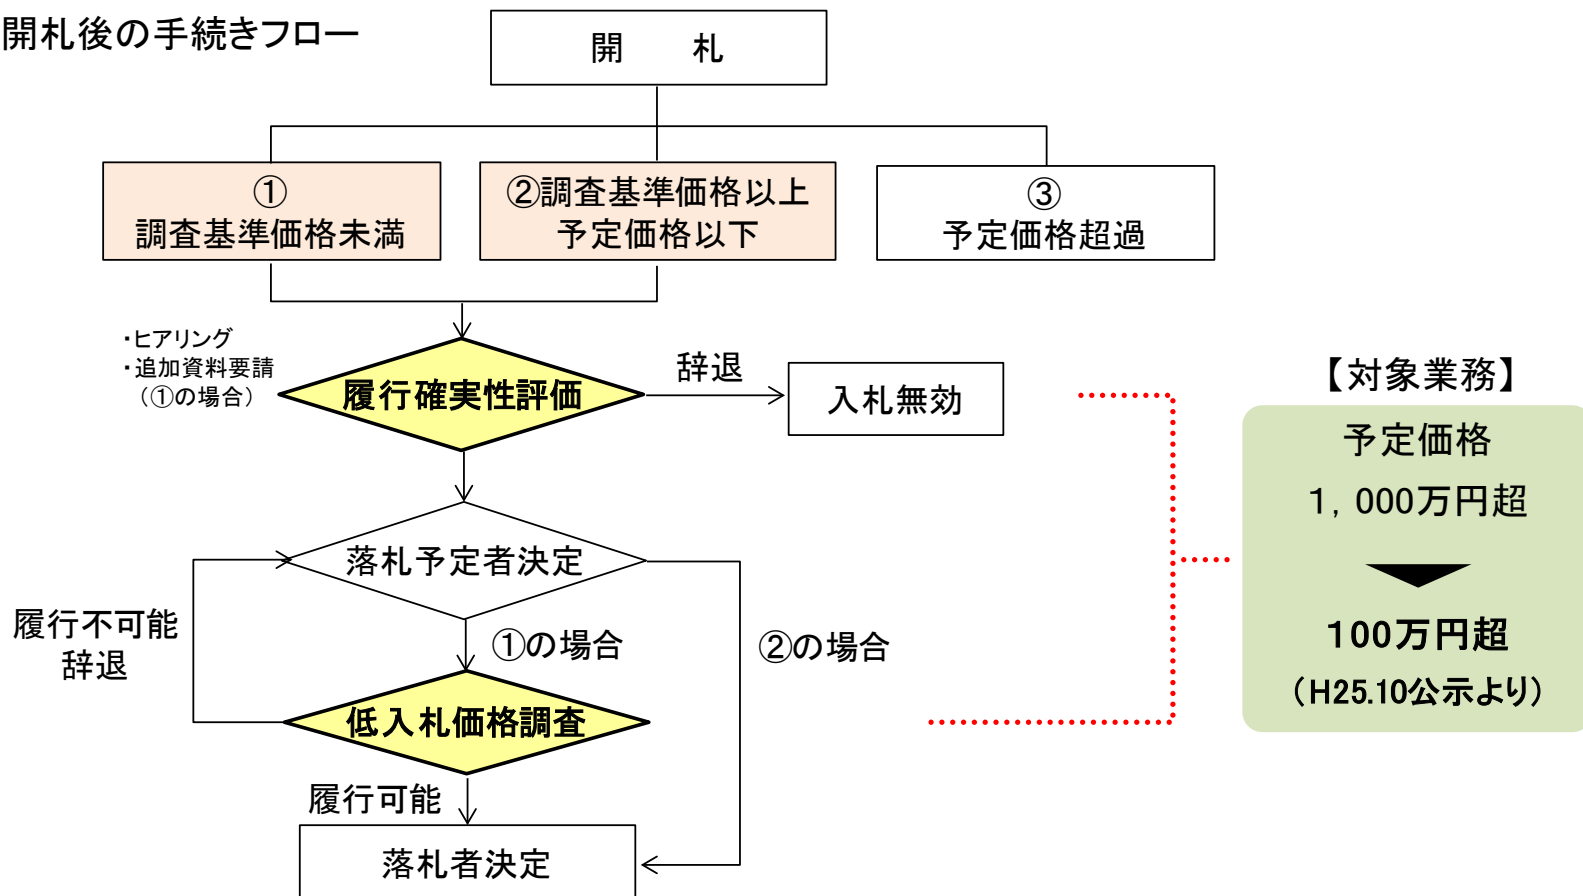 開札後の手続きフロー
開　　札
①
調査基準価格未満
②調査基準価格以上
予定価格以下
③
予定価格超過
・ヒアリング
・追加資料要請
（①の場合）
履行確実性評価
辞退
入札無効
落札予定者決定
履行不可能
辞退
①の場合
②の場合
低入札価格調査
履行可能
落札者決定
【対象業務】
予定価格
１，０００万円超
１００万円超
（H25.10公示より）